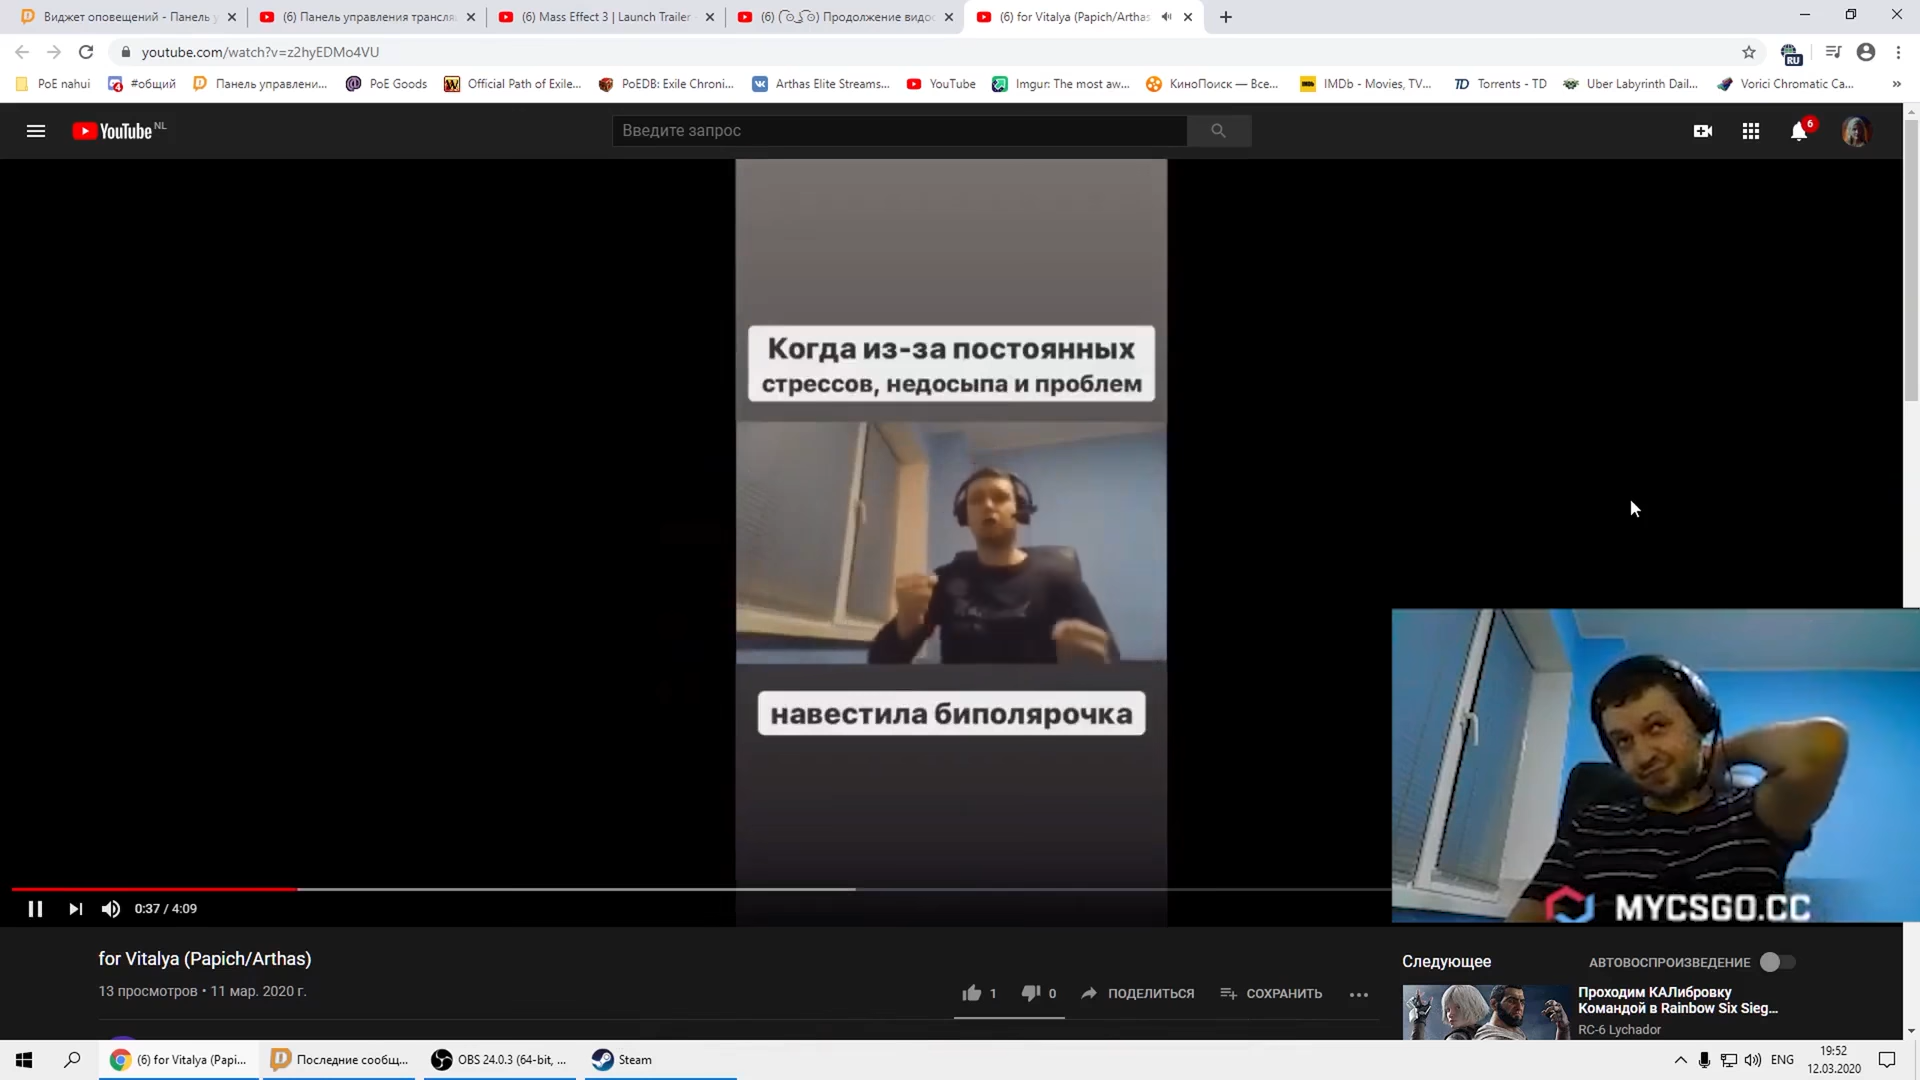 Виджет оповещений - Панель у
(6) Панель управления трансля
(6) Mass Effect 3 | Launch Trailer
(6) ( ͡⊙ ͜ʖ ͡⊙) Продолжение видос
(6) for Vitalya (Papich/Arthas
youtube.com/watch?v=z2hyEDMo4VU
RU
PoE nahui
#общий
Панель управлени...
PoE Goods
Official Path of Exile...
PoEDB: Exile Chroni...
Arthas Elite Streams...
YouTube
Imgur: The most aw...
КиноПоиск — Все...
IMDb - Movies, TV...
TD Torrents - TD
Uber Labyrinth Dail...
Vorici Chromatic Ca...
»
YouTube NL
Введите запрос
6
Когда из-за постоянных
стрессов, недосыпа и проблем
навестила биполярочка
MYCSGO.CC
0:37 / 4:09
for Vitalya (Papich/Arthas)
13 просмотров • 11 мар. 2020 г.
1
0
ПОДЕЛИТЬСЯ
СОХРАНИТЬ
Следующее
АВТОВОСПРОИЗВЕДЕНИЕ
Проходим КАЛибровку
Командой в Rainbow Six Sieg...
RC-6 Lychador
(6) for Vitalya (Papi...
Последние сообщ...
OBS 24.0.3 (64-bit, ...
Steam
ENG
19:52
12.03.2020